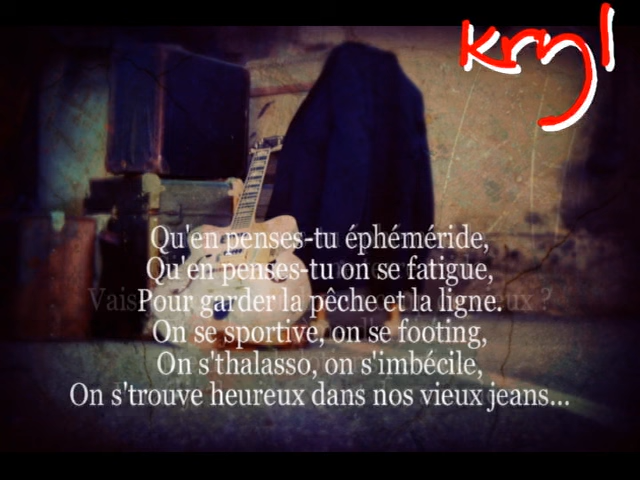 kryl
Qu'en penses-tu éphéméride,
Qu'en penses-tu on se fatigue,
Pour garder la pêche et la ligne.
On se sportive, on se footing,
On s'thalasso, on s'imbécile,
On s'trouve heureux dans nos vieux jeans...